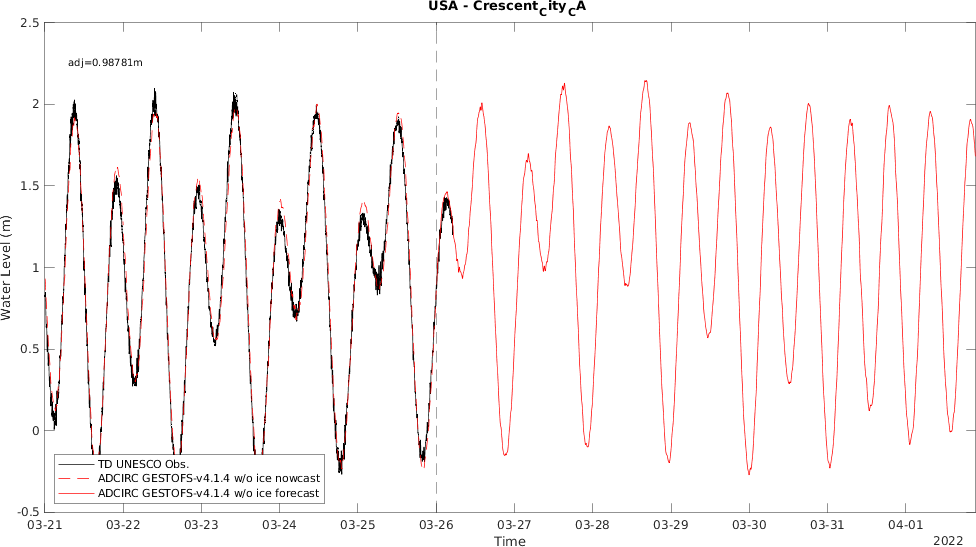 USA - CrescentCityCA
2.5
adj=0.98781m
2
1.5
1
0.5
0
-0.5
Water Level (m)
TD UNESCO Obs.
ADCIRC GESTOFS-v4.1.4 w/o ice nowcast
ADCIRC GESTOFS-v4.1.4 w/o ice forecast
03-21 03-22 03-23 03-24 03-25 03-26 03-27 03-28 03-29 03-30 03-31 04-01
Time
2022